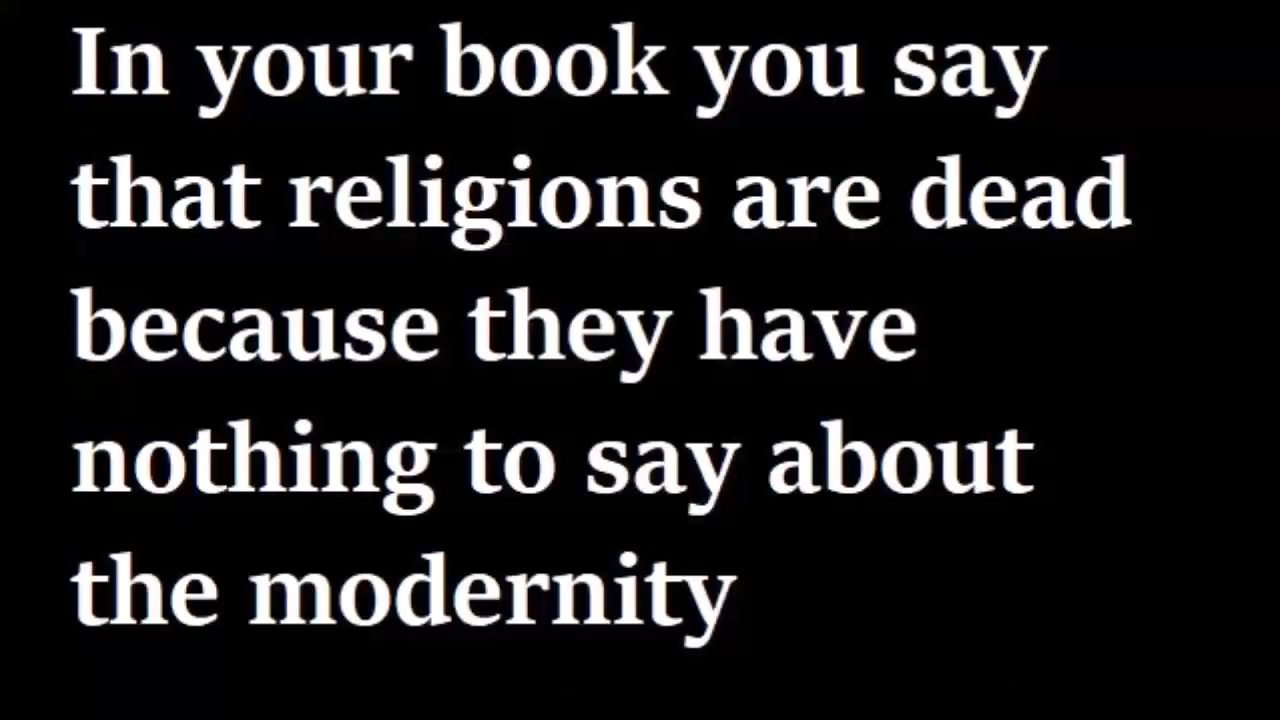 In your book you say
that religions are dead
because they have
nothing to say about
the modernity